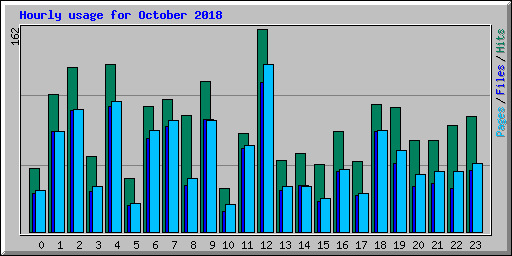 Hourly usage for October 2018
162
Pages/Files/Hits
0 1 2 3 4 5 6 7 8 9 10 11 12 13 14 15 16 17 18 19 20 21 22 23